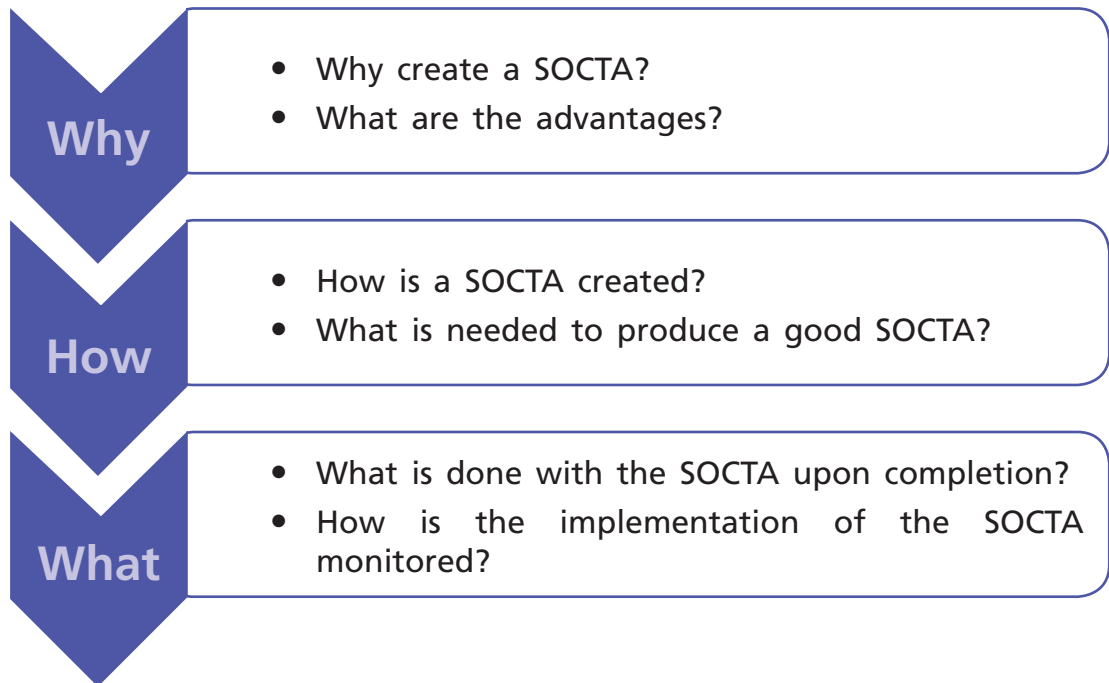 Why
• Why create a SOCTA?
• What are the advantages?
How
• How is a SOCTA created?
• What is needed to produce a good SOCTA?
What
• What is done with the SOCTA upon completion?
• How is the implementation of the SOCTA
monitored?